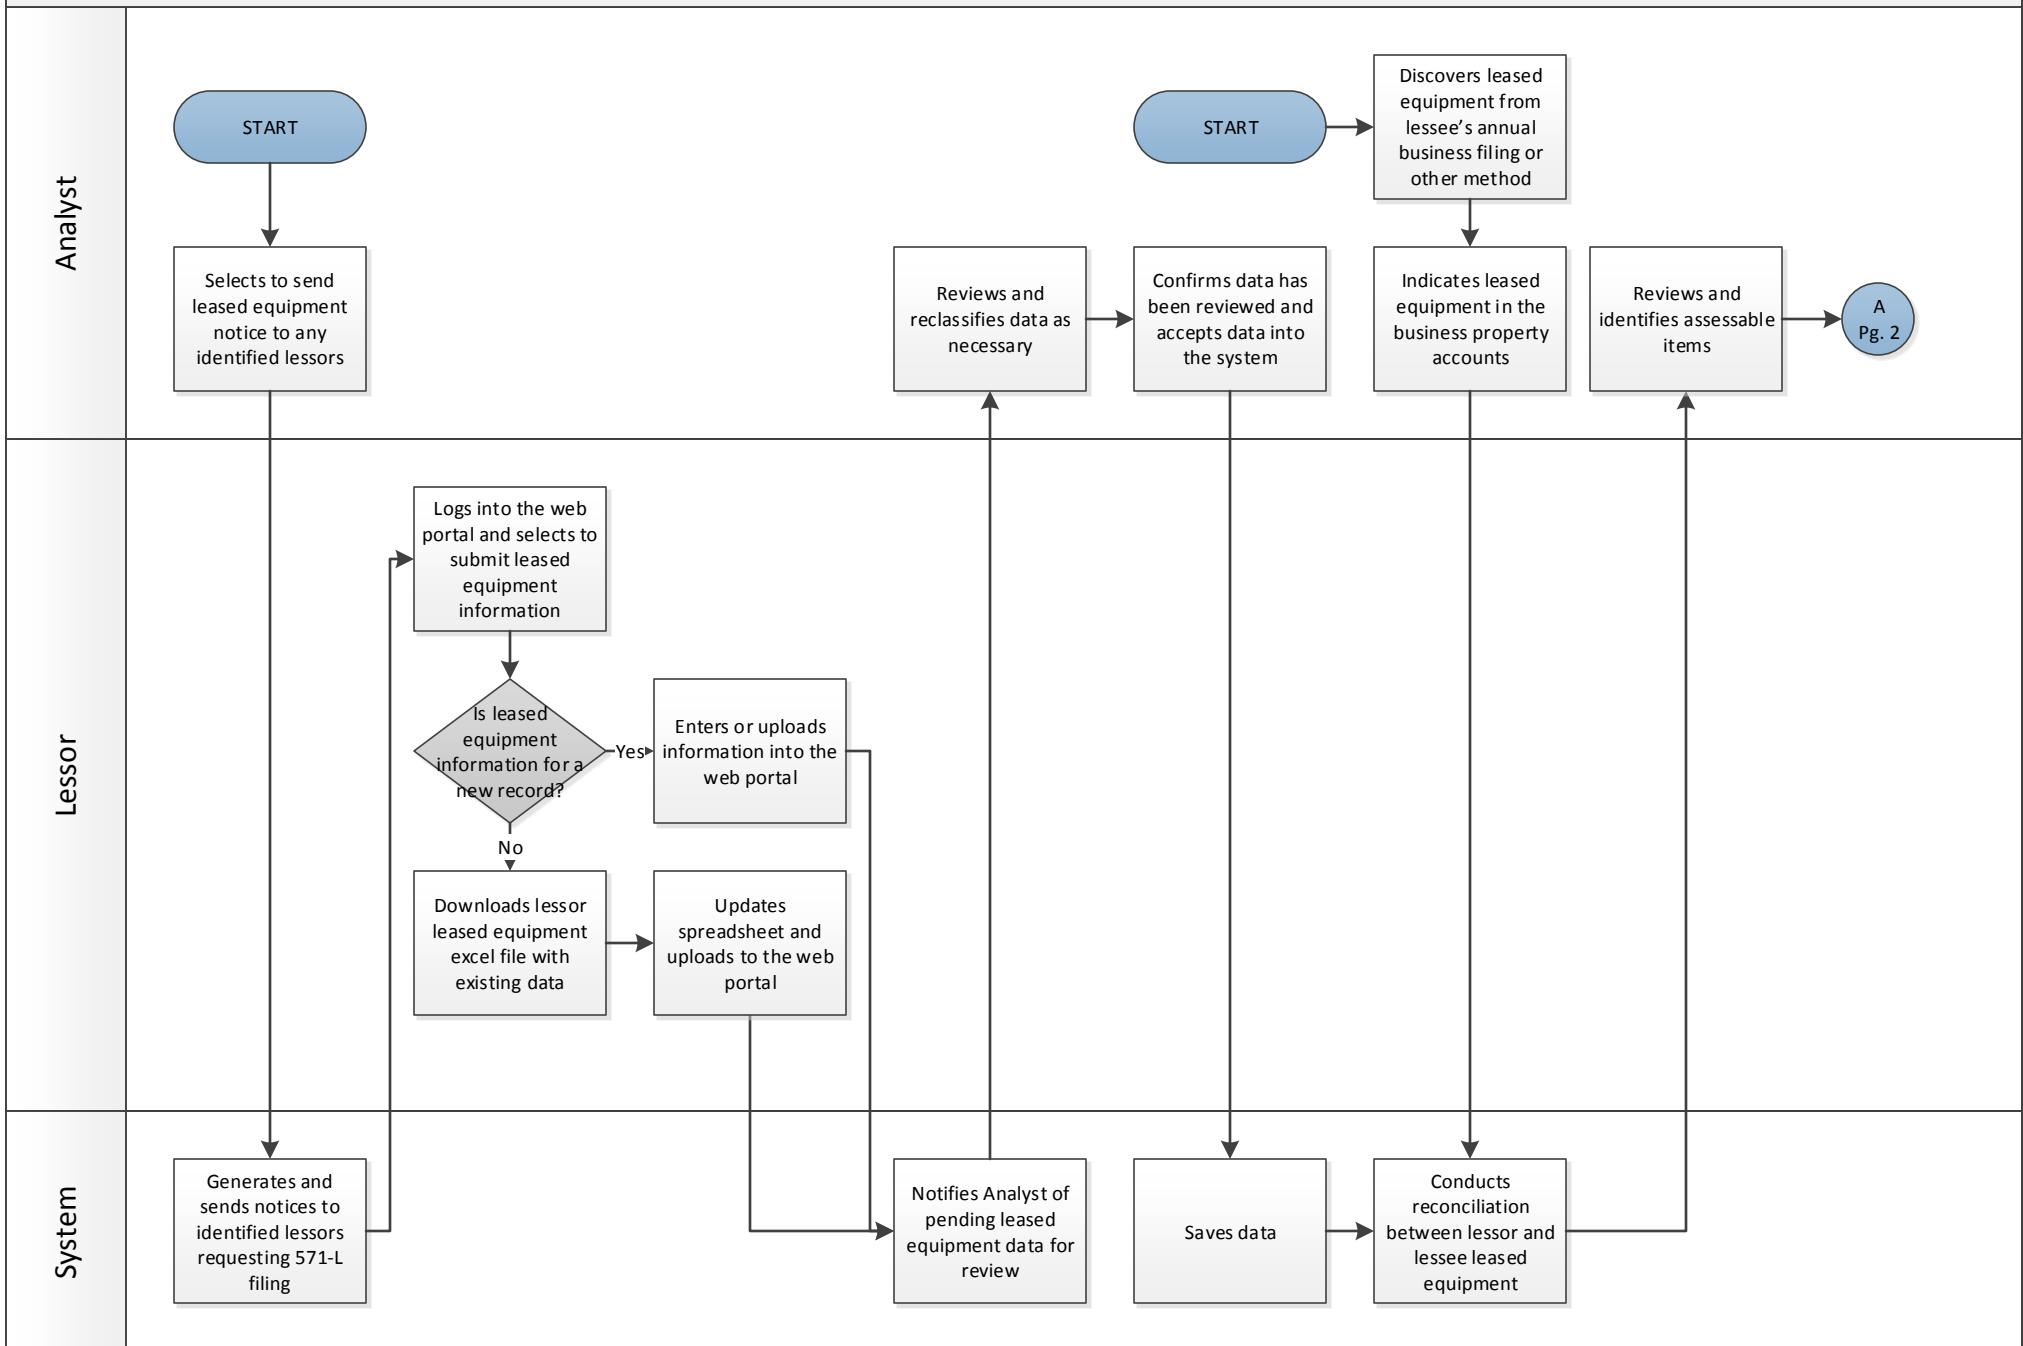 Analyst
START
Selects to send
leased equipment
notice to any
identified lessors
Reviews and
reclassifies data as
necessary
START
Confirms data has
been reviewed and
accepts data into
the system
Discovers leased
equipment from
lessee’s annual
business filing or
other method
Indicates leased
equipment in the
business property
accounts
Reviews and
identifies assessable
items
A
Pg. 2
Lessor
Logs into the web
portal and selects to
submit leased
equipment
information
Is leased
equipment
information for a
new record?
Yes
Enters or uploads
information into the
web portal
No
Downloads lessor
leased equipment
excel file with
existing data
Updates
spreadsheet and
uploads to the web
portal
System
Generates and
sends notices to
identified lessors
requesting 571-L
filing
Notifies Analyst of
pending leased
equipment data for
review
Saves data
Conducts
reconciliation
between lessor and
lessee leased
equipment